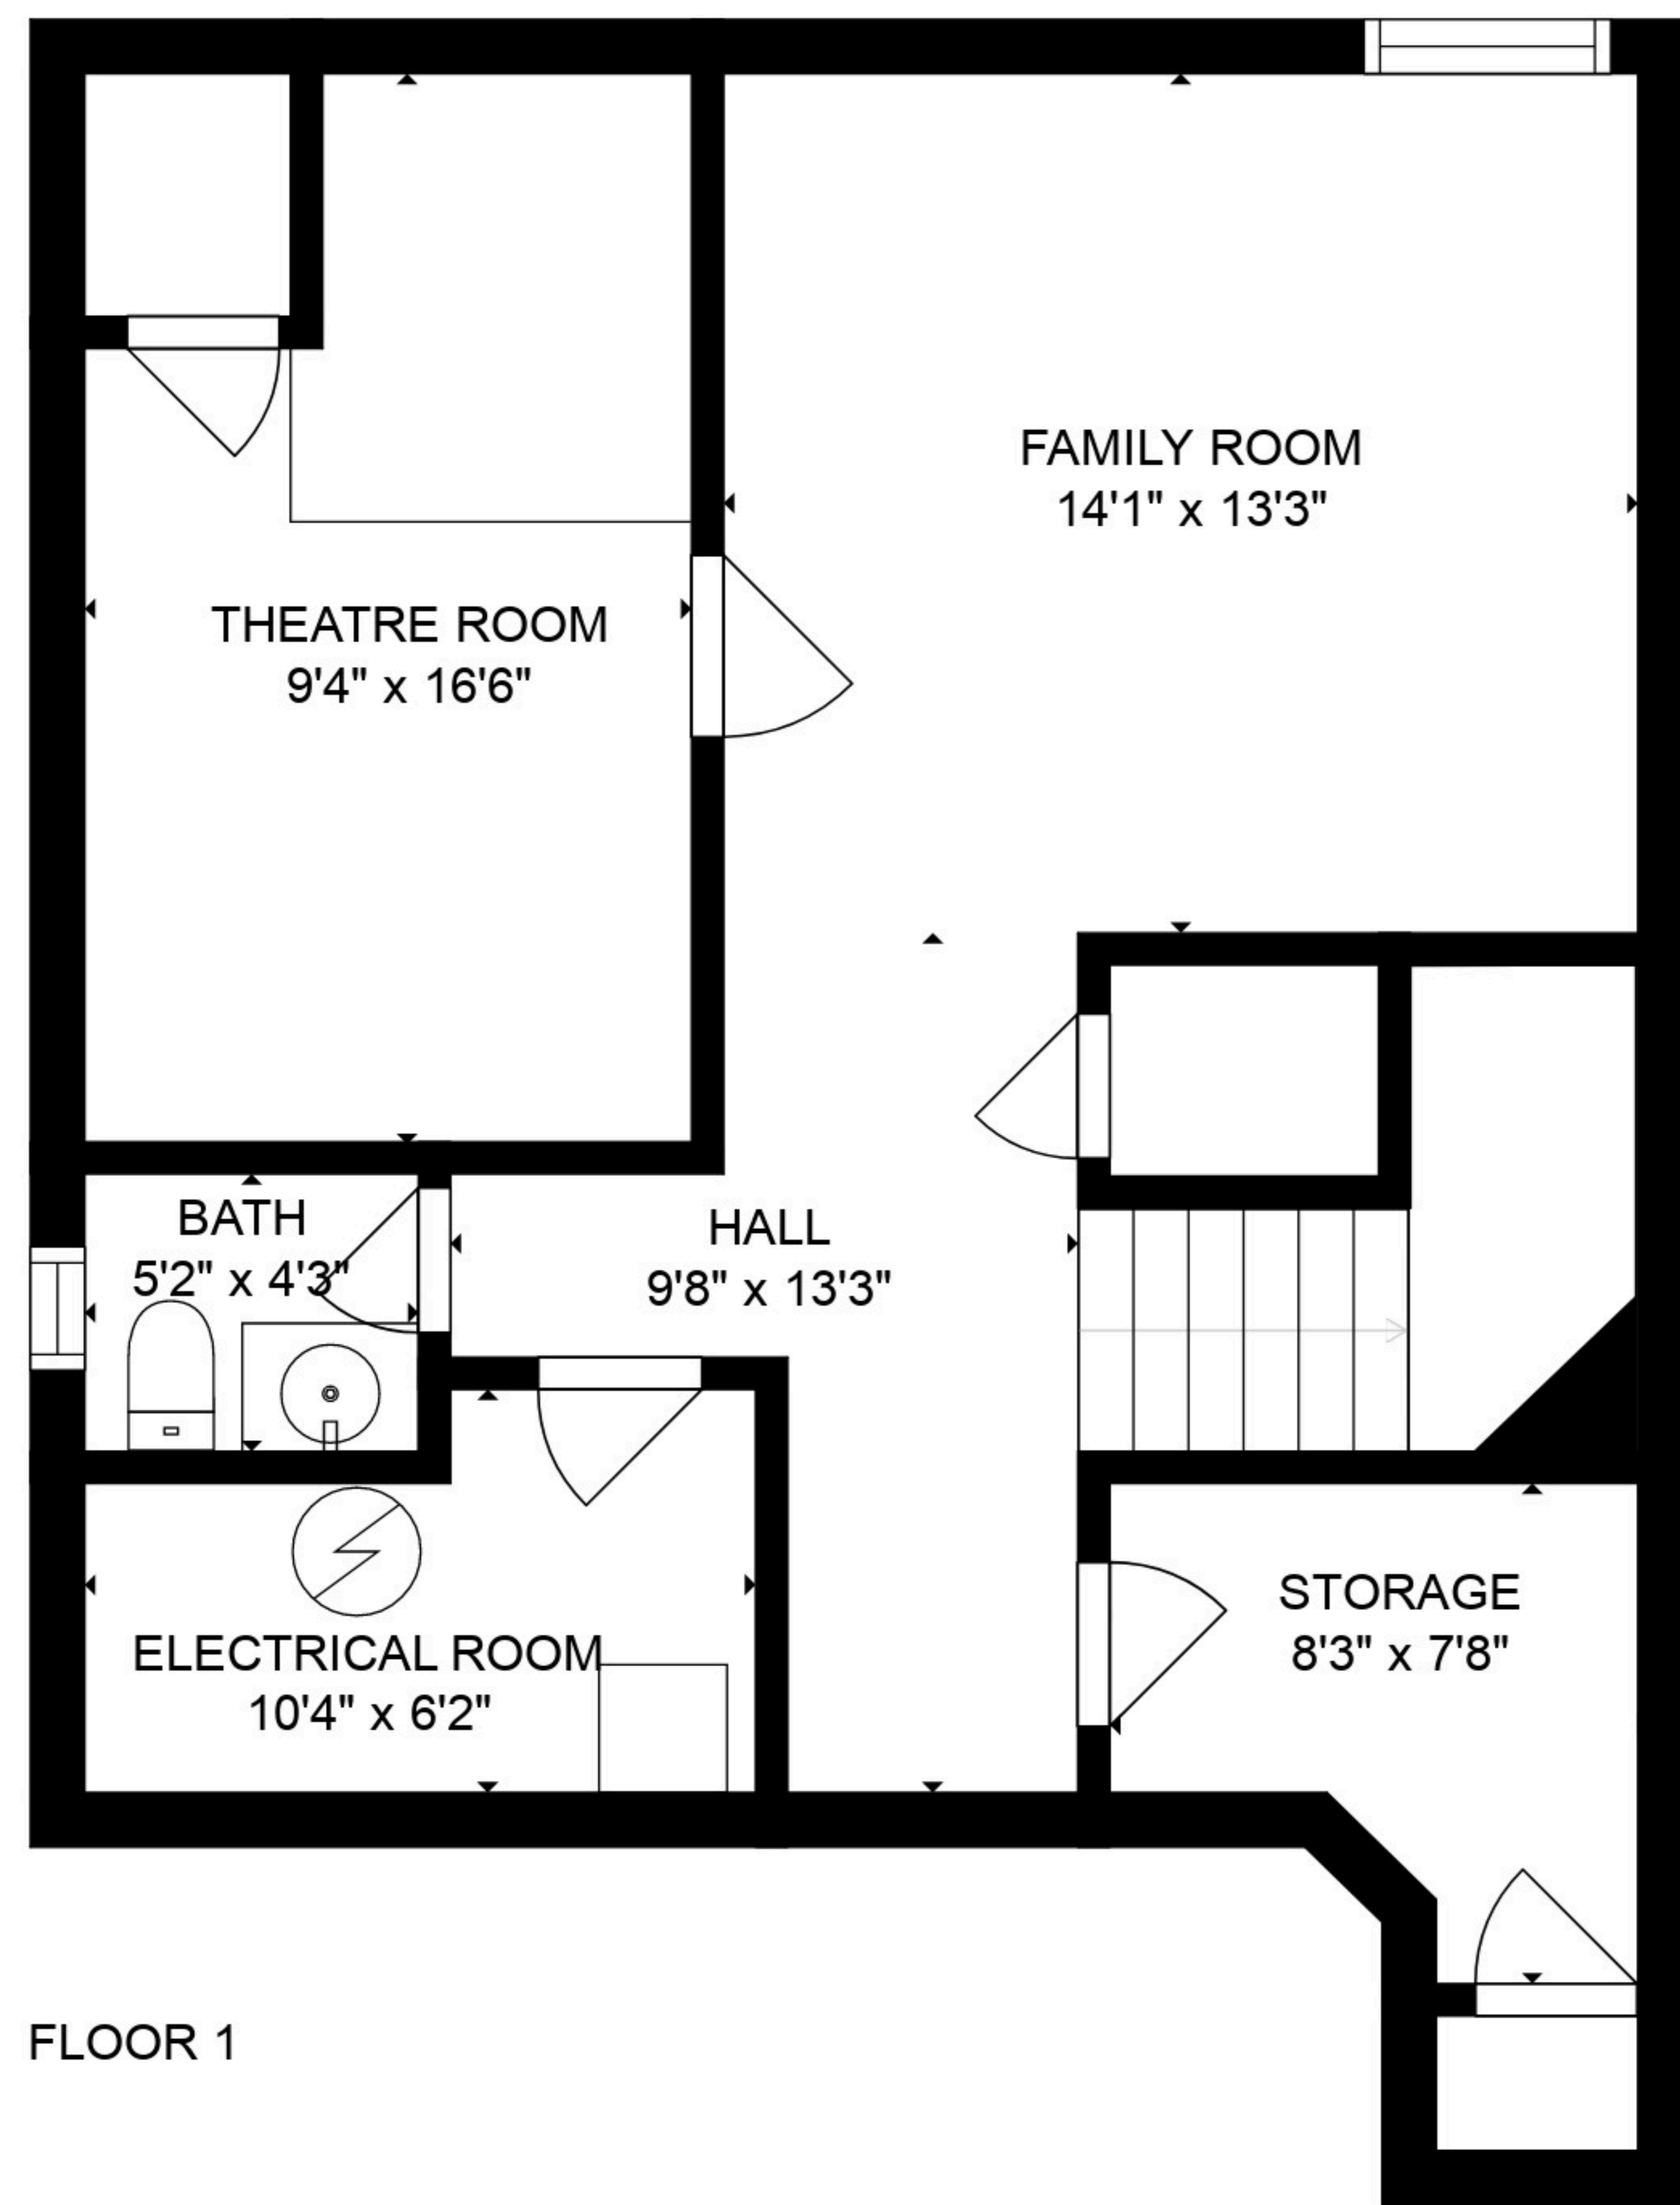 FAMILY ROOM
14'1" x 13'3"
THEATRE ROOM
9'4" x 16'6"
BATH
5'2" x 4'3"
HALL
9'8" x 13'3"
STORAGE
8'3" x 7'8"
ELECTRICAL ROOM
10'4" x 6'2"
FLOOR 1